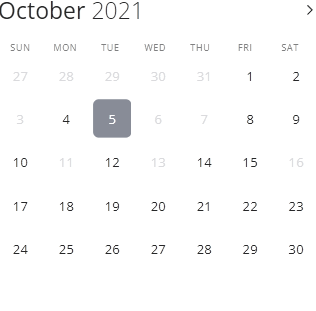 October 2021
SUN MON TUE WED THU FRI SAT
27 28 29 30 31 1 2
3 4 5 6 7 8 9
10 11 12 13 14 15 16
17 18 19 20 21 22 23
24 25 26 27 28 29 30